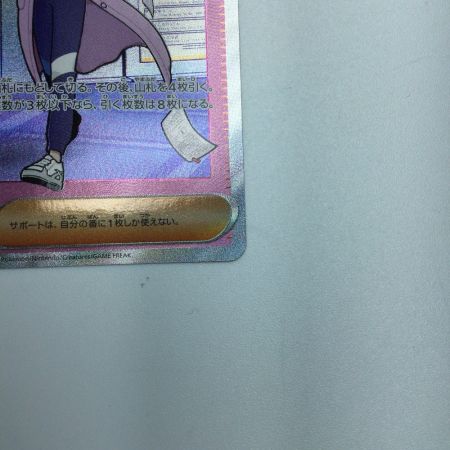 札にもどして切る。その後、山札を4枚引く。
数が3枚以下なら、引く枚数は8枚になる。
サポートは、自分の番に1枚しか使えない。
Pokémon/Nintendo/Creatures/GAME FREAK.